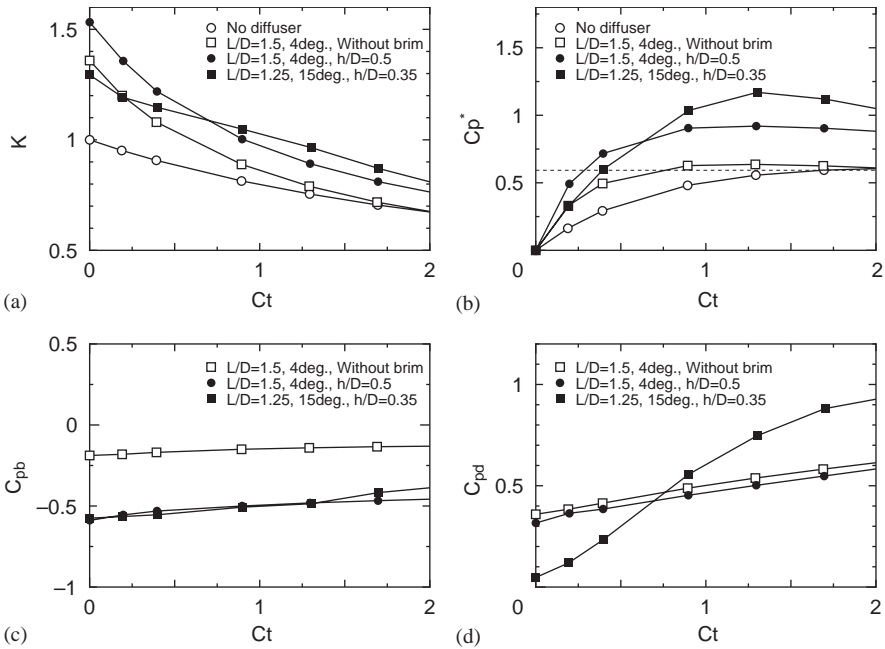 No diffuser
L/D=1.5, 4deg., Without brim
L/D=1.5, 4deg., h/D=0.5
L/D=1.25, 15deg., h/D=0.35
1.5
1
0.5
K
0
1
2
Ct
(a)
No diffuser
L/D=1.5, 4deg., Without brim
L/D=1.5, 4deg., h/D=0.5
L/D=1.25, 15deg., h/D=0.35
1
0.5
0
Cp*
1
2
Ct
(b)
L/D=1.5, 4deg., Without brim
L/D=1.5, 4deg., h/D=0.5
L/D=1.25, 15deg., h/D=0.35
0.5
0
–0.5
–1
Cpb
0
1
2
Ct
(c)
L/D=1.5, 4deg., Without brim
L/D=1.5, 4deg., h/D=0.5
L/D=1.25, 15deg., h/D=0.35
1
0.5
0
Cpd
1
2
Ct
(d)